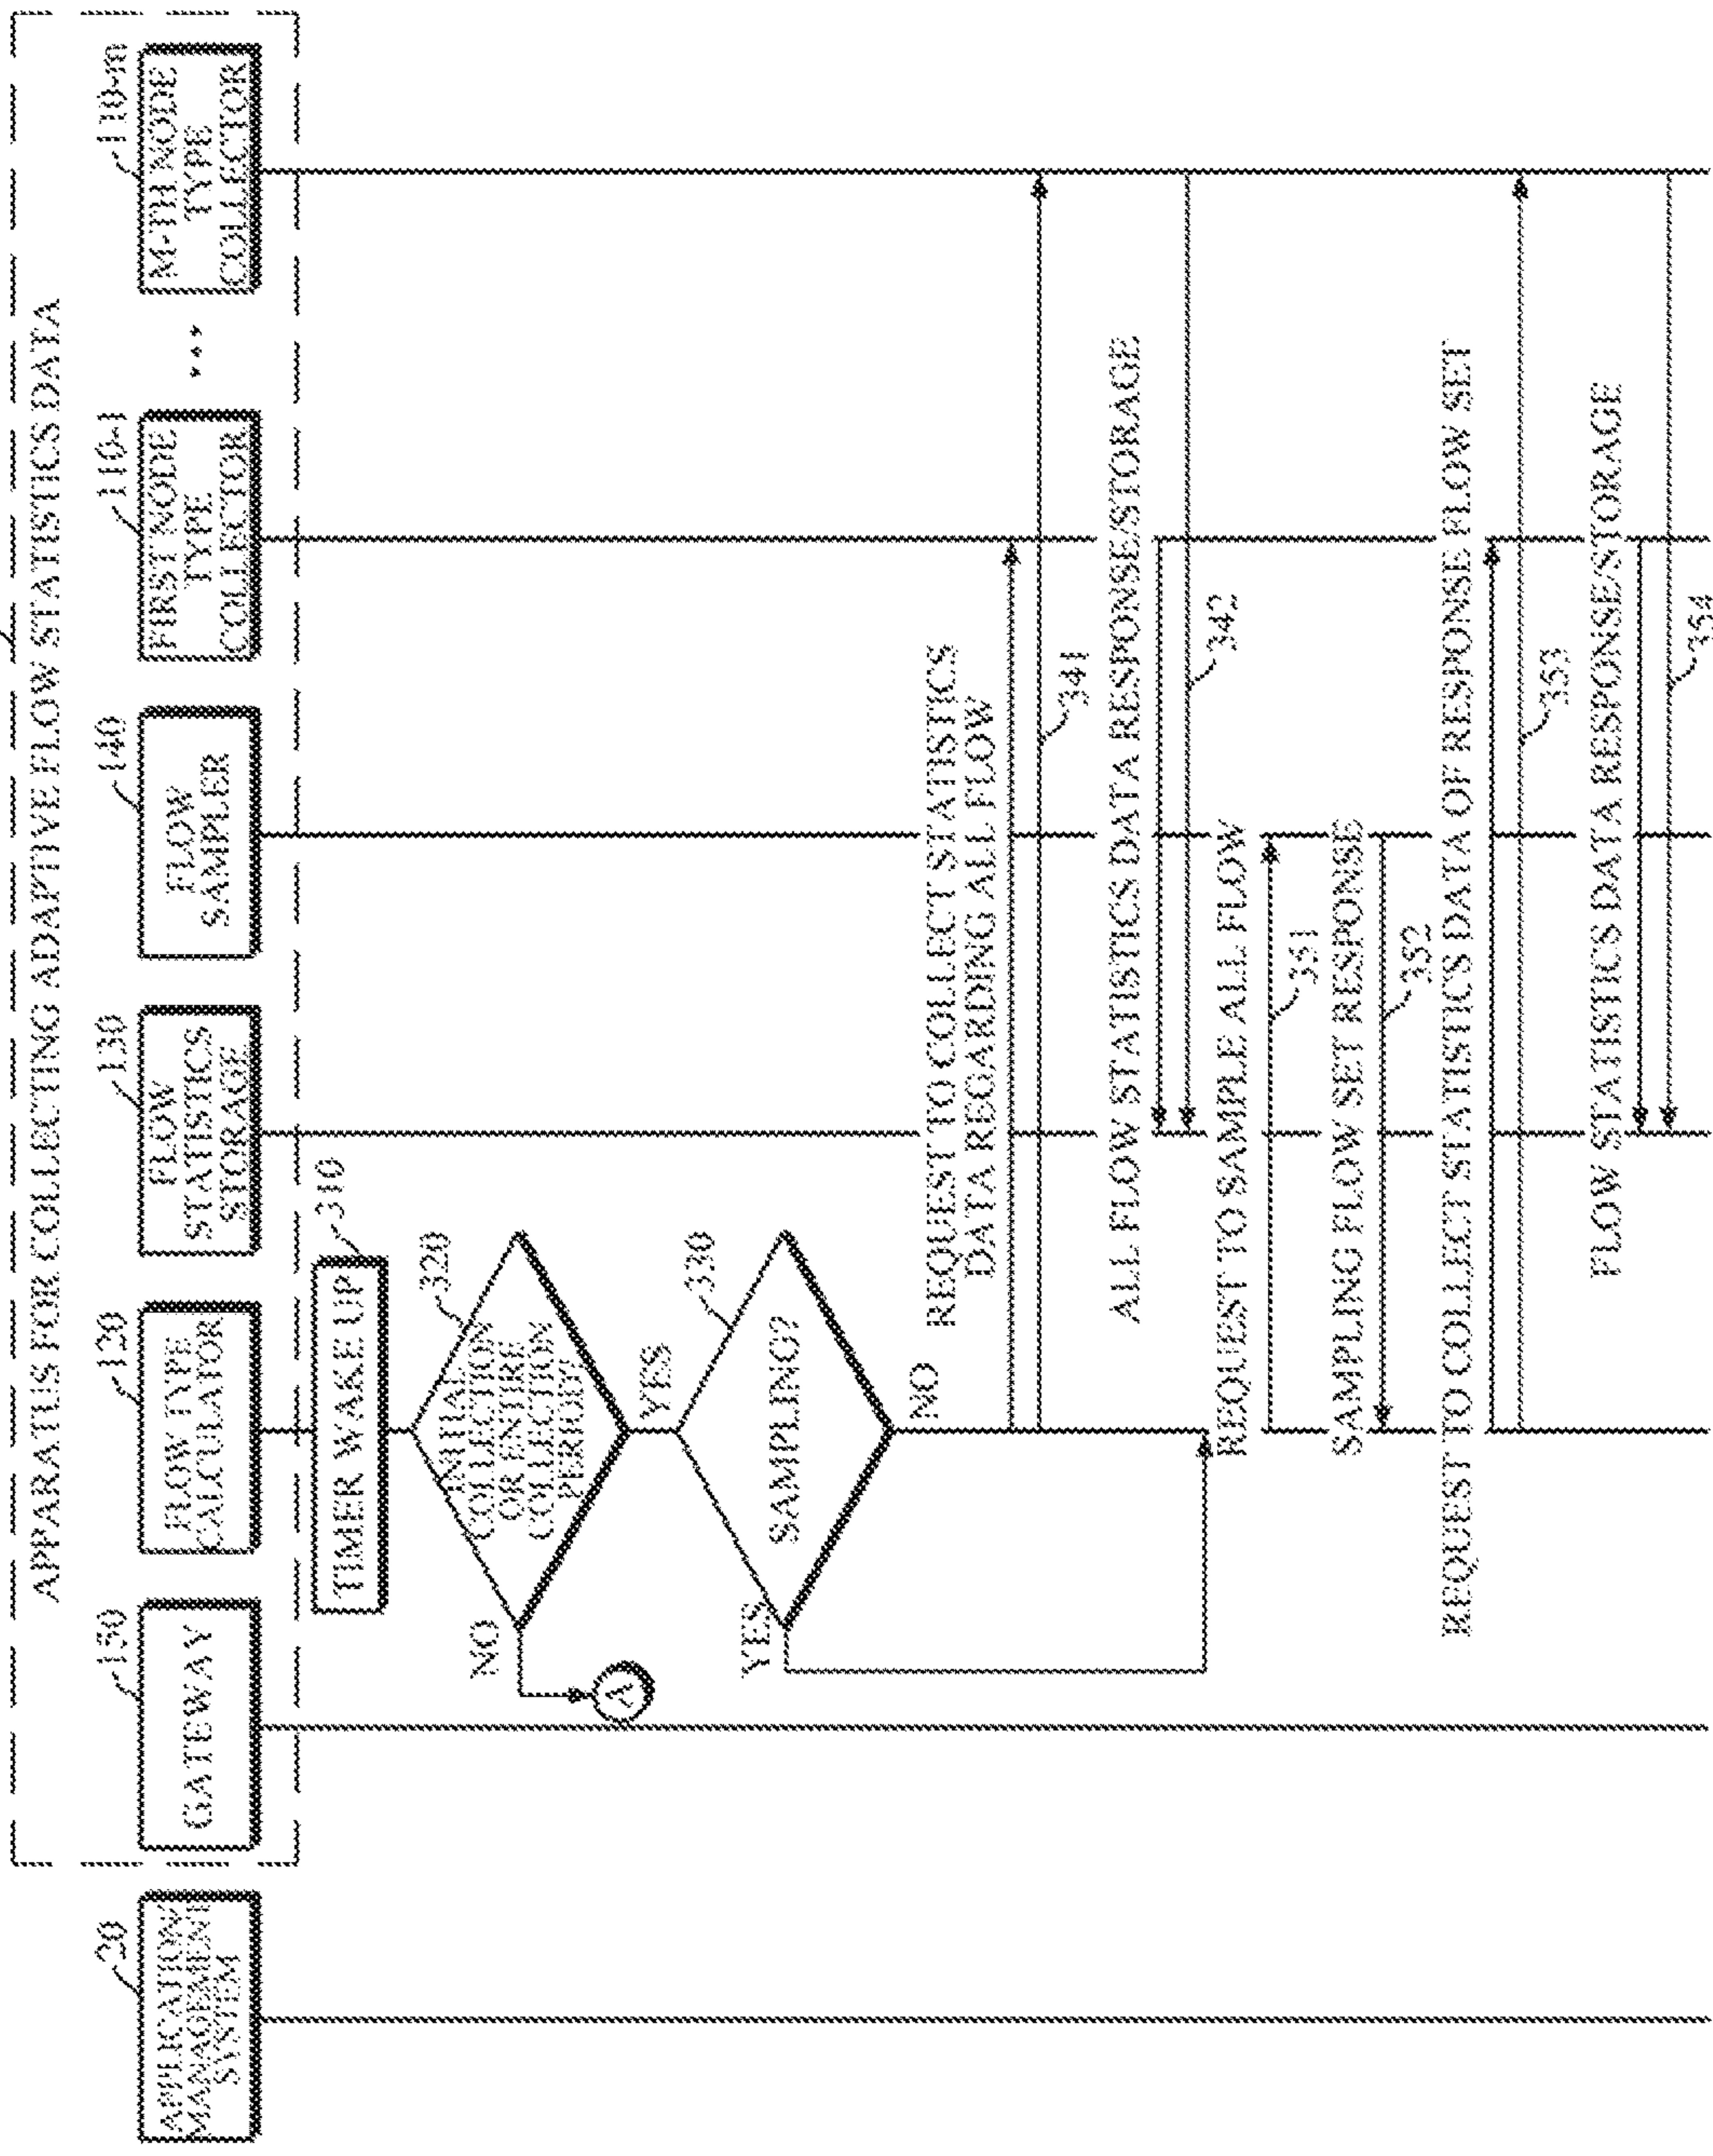 APPARATUS FOR COLLECTING ADAPTIVE FLOW STATISTICS DATA
20
150
120
130
140
110-1
110-m
APPLICATION/
MANAGEMENT
SYSTEM
GATEWAY
FLOW TYPE
CALCULATOR
FLOW
STATISTICS
STORAGE
FLOW
SAMPLER
FIRST NODE
TYPE
COLLECTOR
...
M-TH NODE
TYPE
COLLECTOR
TIMER WAKE UP
310
INITIAL
COLLECTION
OR ENTIRE
COLLECTION
PERIOD?
320
NO
A
YES
SAMPLING?
330
YES
NO
REQUEST TO COLLECT STATISTICS
DATA REGARDING ALL FLOW
341
ALL FLOW STATISTICS DATA RESPONSE/STORAGE
342
REQUEST TO SAMPLE ALL FLOW
351
SAMPLING FLOW SET RESPONSE
352
REQUEST TO COLLECT STATISTICS DATA OF RESPONSE FLOW SET
353
FLOW STATISTICS DATA RESPONSE/STORAGE
354